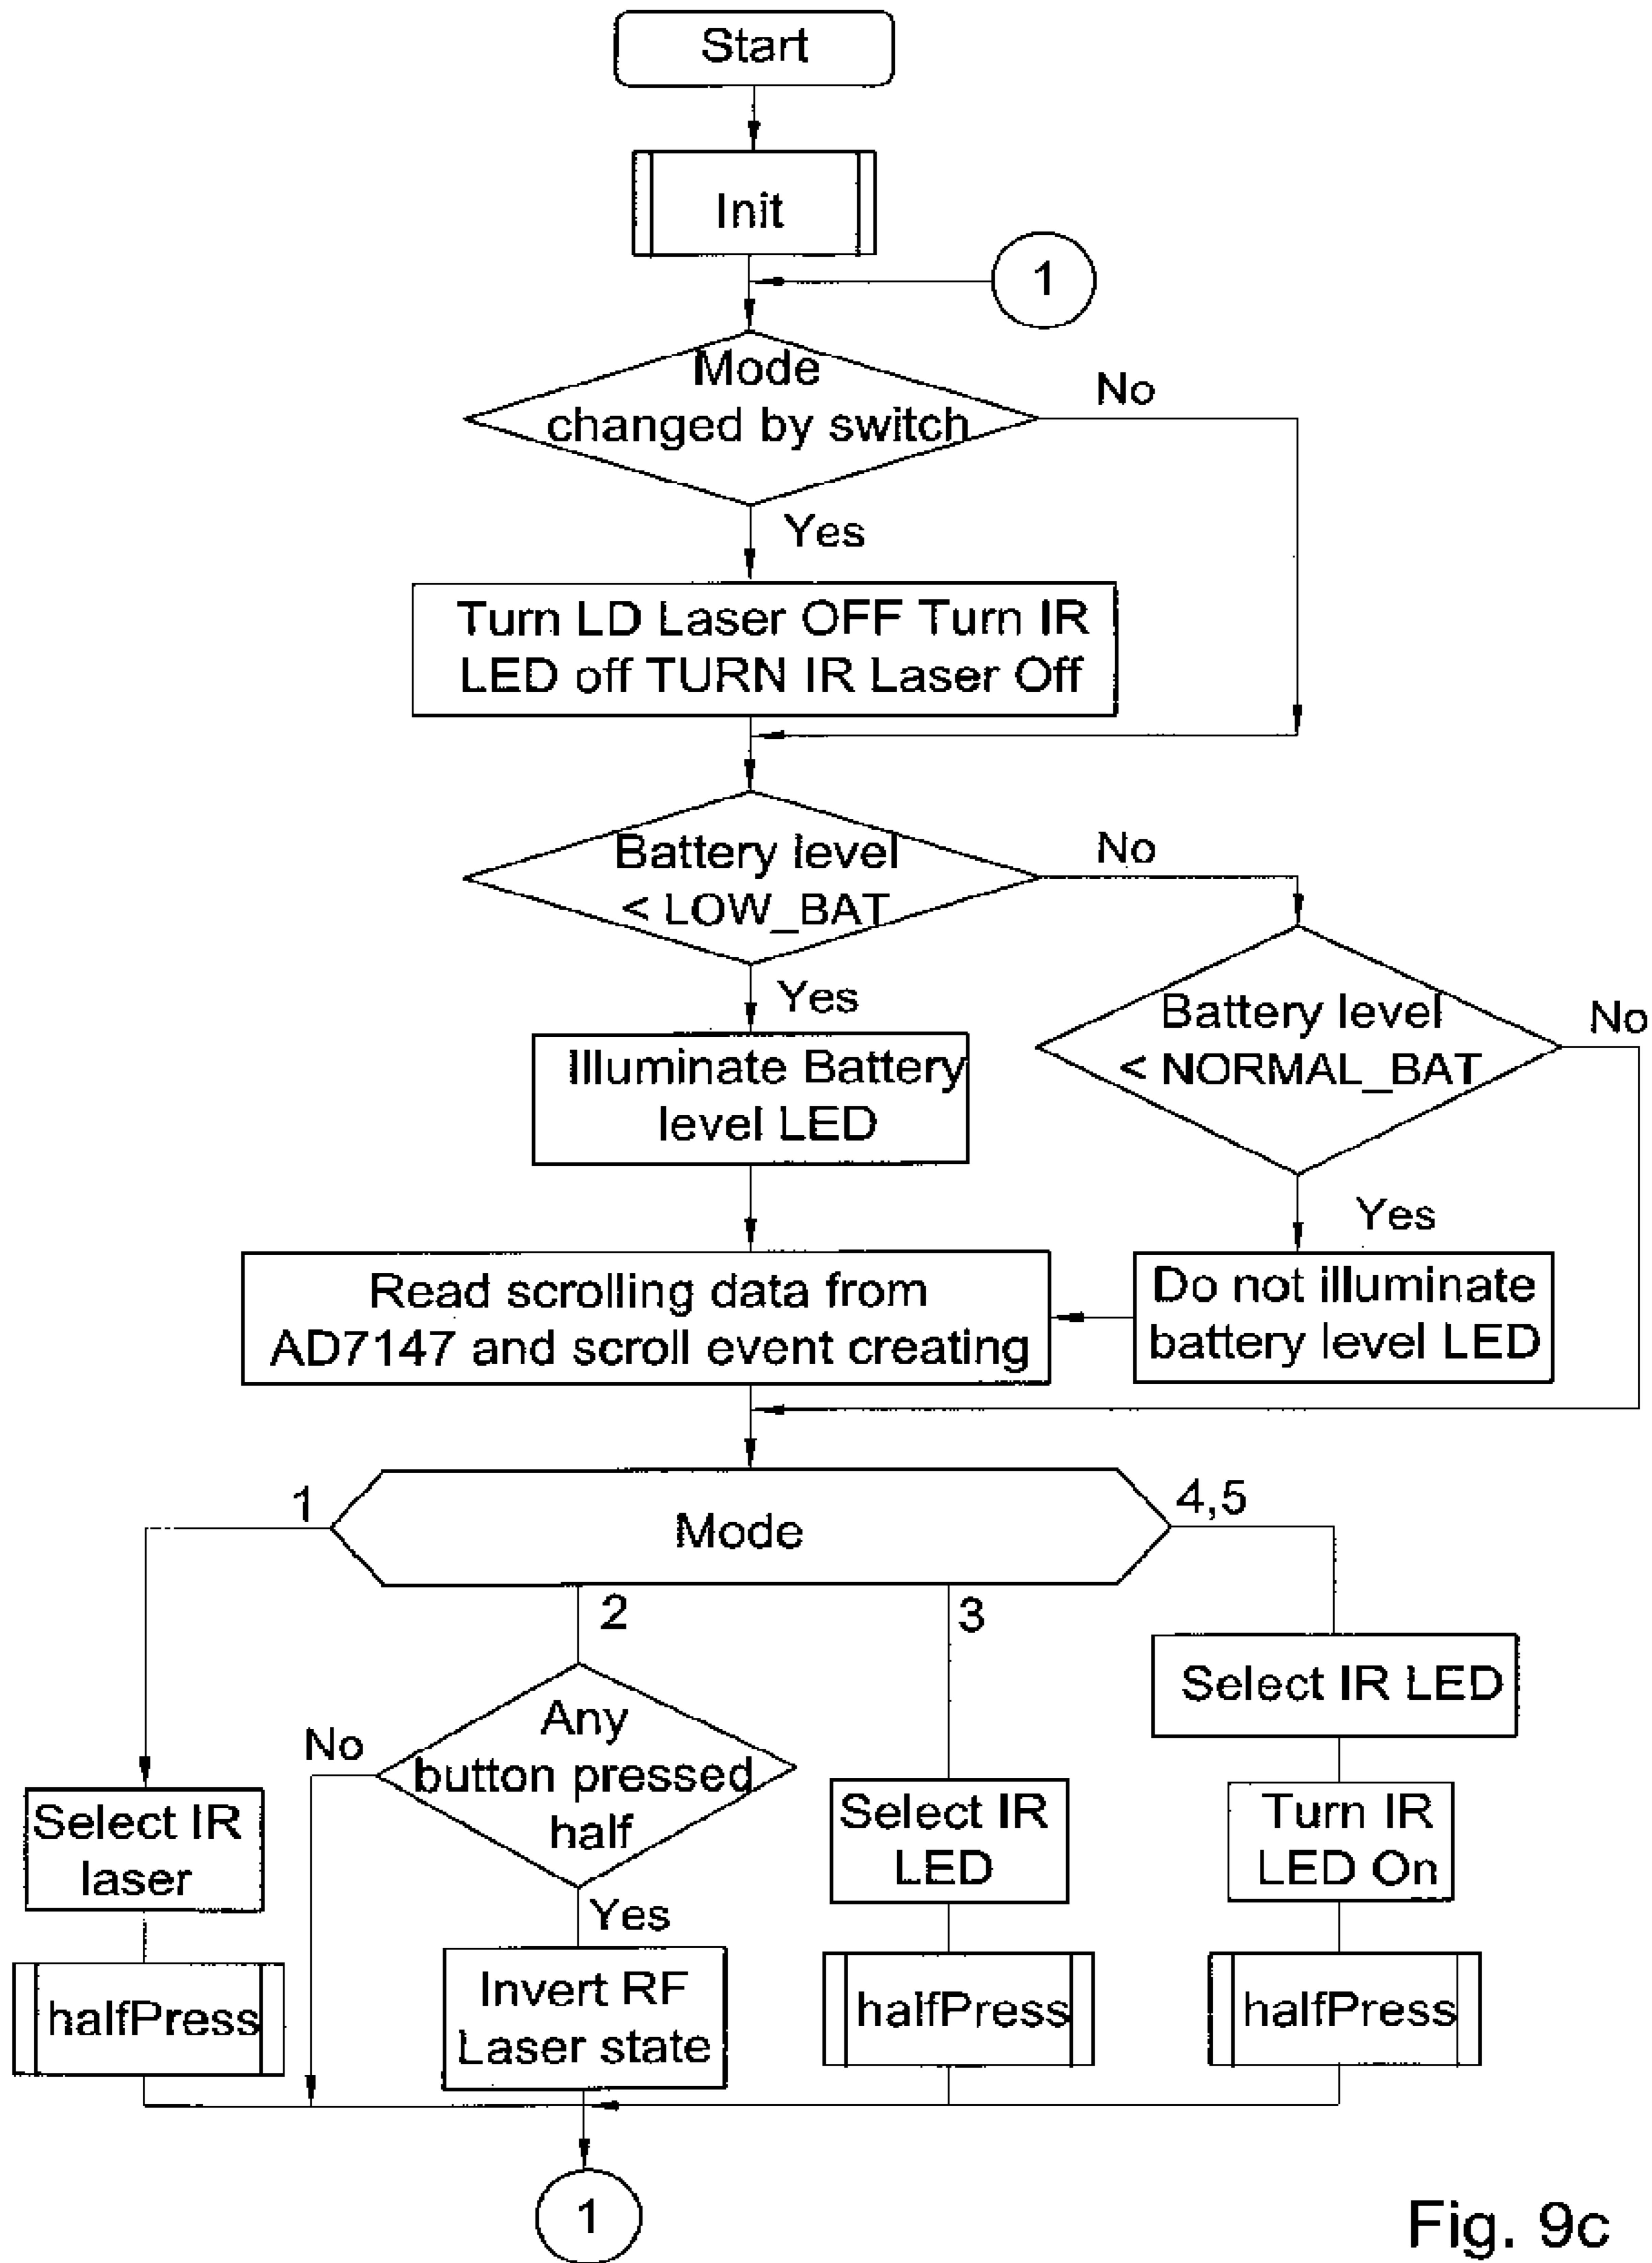 Start
Init
1
Mode
changed by switch
No
Yes
Turn LD Laser OFF Turn IR
LED off TURN IR Laser Off
Battery level
< LOW_BAT
No
Yes
Battery level
< NORMAL_BAT
No
Illuminate Battery
level LED
Yes
Read scrolling data from
AD7147 and scroll event creating
Do not illuminate
battery level LED
Mode
1
2
3
4,5
Select IR
laser
halfPress
Any
button pressed
half
No
Yes
Invert RF
Laser state
Select IR
LED
halfPress
Select IR LED
Turn IR
LED On
halfPress
1
Fig. 9c